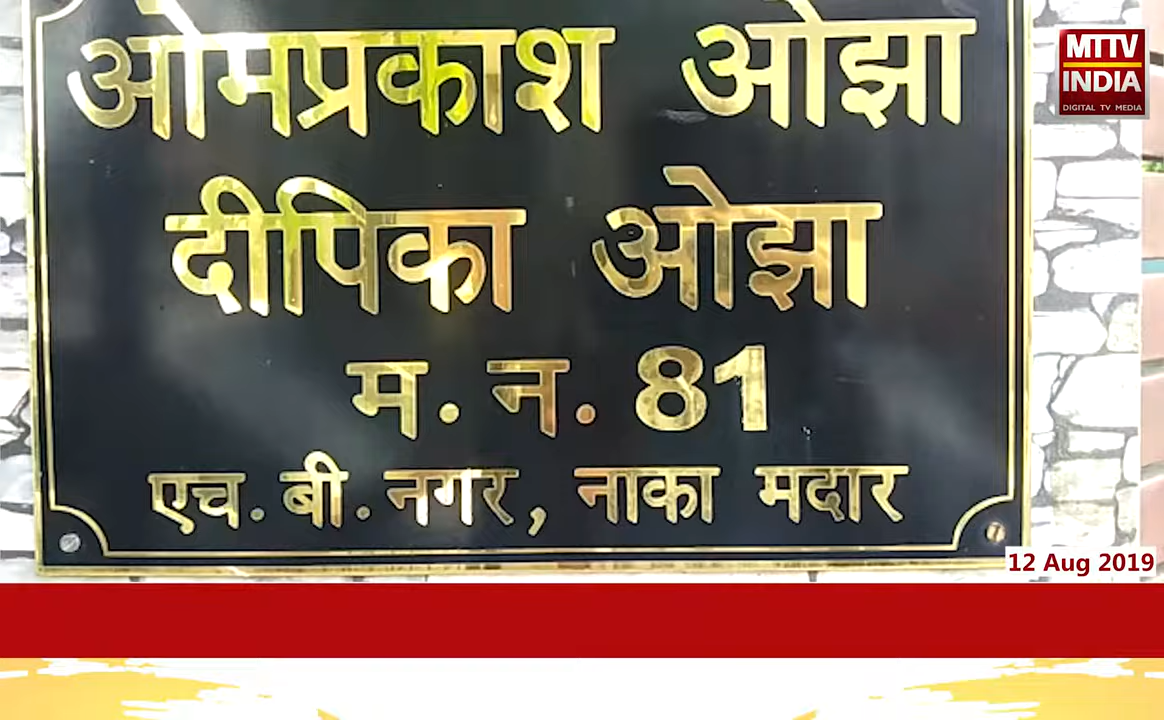 ओमप्रकाश ओझा
दीपिका ओझा
म. न. 81
एच.बी.नगर, नाका मदार
MTTV
INDIA
DIGITAL TV MEDIA
12 Aug 2019